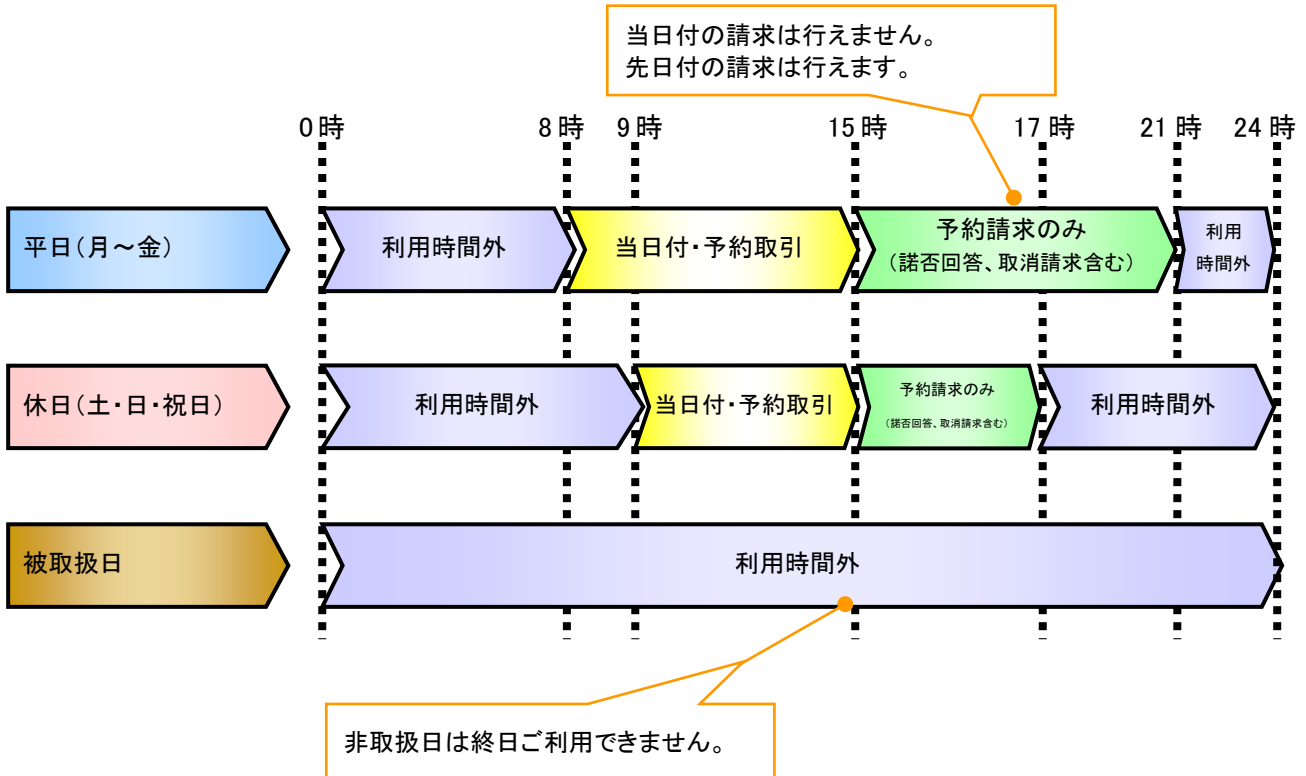 当日付の請求は行えません。
先日付の請求は行えます。
0時 8時 9時 15時 17時 21時 24時
平日(月～金) 利用時間外 当日付・予約取引 予約請求のみ 利用
(諾否回答、取消請求含む) 時間外
休日(土・日・祝日) 利用時間外 当日付・予約取引 予約請求のみ 利用時間外
(諾否回答、取消請求含む)
被取扱日 利用時間外
非取扱日は終日ご利用できません。